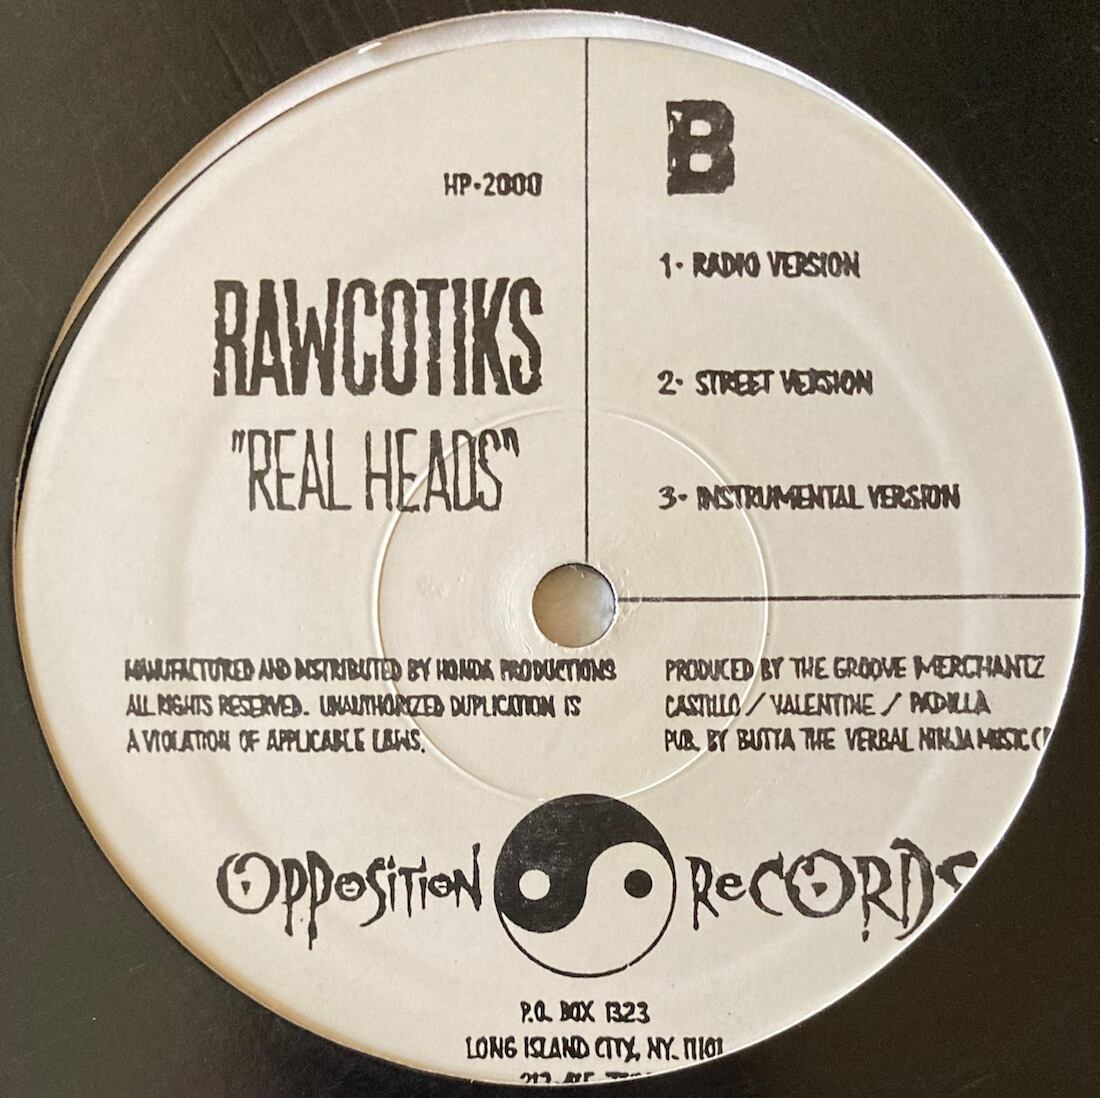 HP-2000
RAWCOTIKS
"REAL HEADS"
B
1- RADIO VERSION
2- STREET VERSION
3- INSTRUMENTAL VERSION
MANUFACTURED AND DISTRIBUTED BY HONDA PRODUCTIONS
ALL RIGHTS RESERVED. UNAUTHORIZED DUPLICATION IS
A VIOLATION OF APPLICABLE LAWS.
PRODUCED BY THE GROOVE MERCHANTZ
CASTILLO / VALENTINE / PADILLA
PUB. BY BUTTA THE VERBAL NINJA MUSIC
OPPOSITION RECORDS
P.O. BOX 1323
LONG ISLAND CITY, NY. 11101